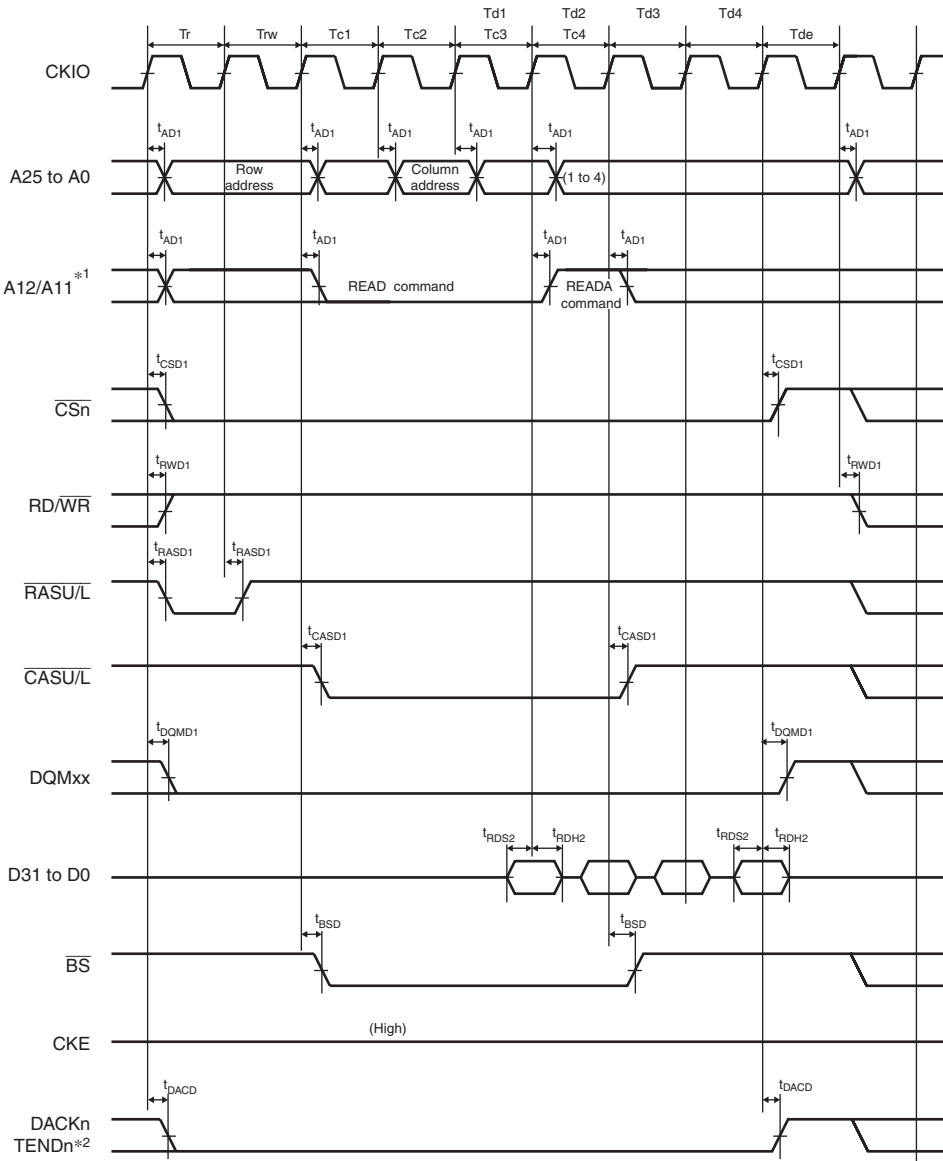 Td1 Td2 Td3 Td4
Tr Trw Tc1 Tc2 Tc3 Tc4 Tde
CKIO
tAD1 tAD1 tAD1 tAD1 tAD1 tAD1
A25 to A0
Row
address
Column
address
(1 to 4)
tAD1 tAD1 tAD1 tAD1
A12/A11*1
READ command
READA
command
tCSD1 tCSD1
CSn
tRWD1 tRWD1
RD/WR
tRASD1 tRASD1
RASU/L
tCASD1 tCASD1
CASU/L
tDQMD1 tDQMD1
DQMxx
tRDS2 tRDH2 tRDS2 tRDH2
D31 to D0
tBSD tBSD
BS
(High)
CKE
tDACD tDACD
DACKn
TENDn*2